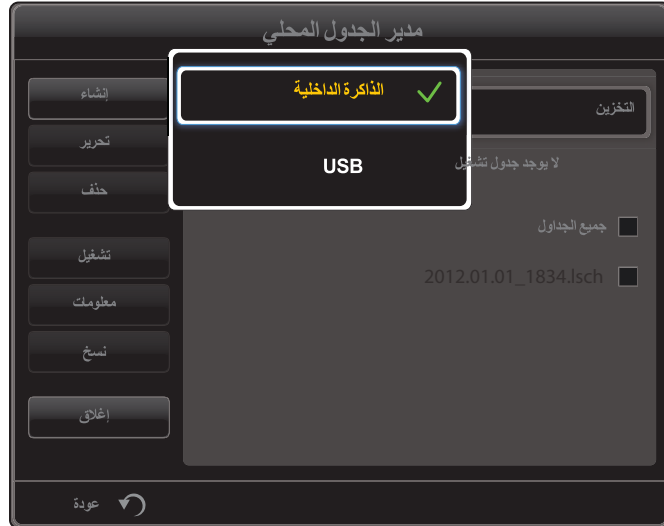 مدير الجدول المحلي
الذاكرة الداخلية
USB
التخزين
لا يوجد جدول تشغيل
جميع الجداول
2012.01.01_1834.lsch
إنشاء
تحرير
حذف
تشغيل
معلومات
نسخ
إغلاق
عودة